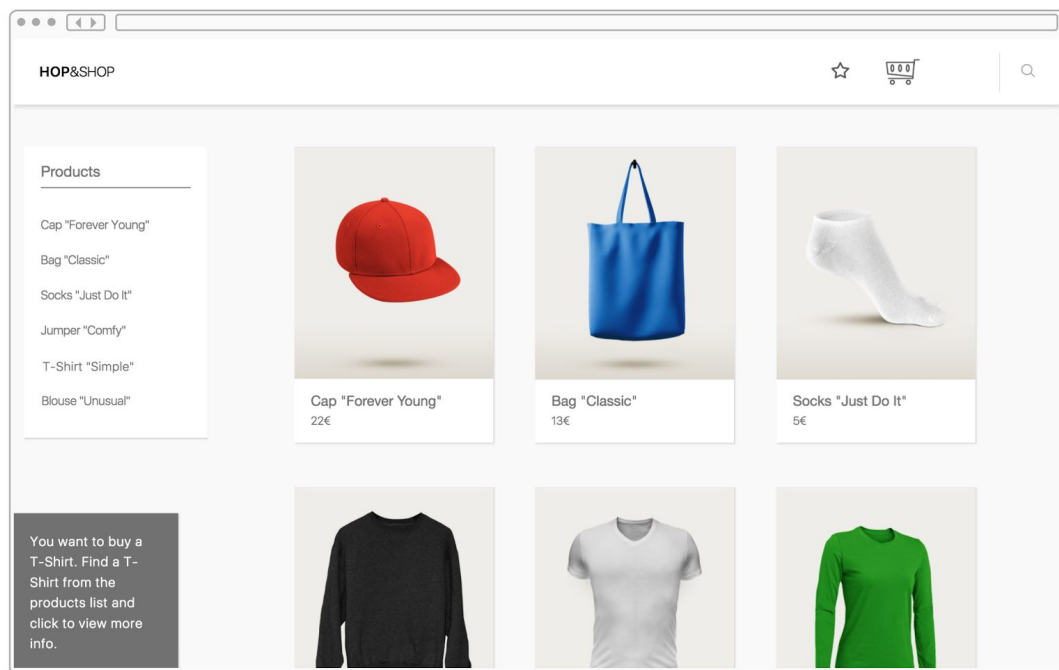 HOP&SHOP
Products
Cap "Forever Young"
Bag "Classic"
Socks "Just Do It"
Jumper "Comfy"
T-Shirt "Simple"
Blouse "Unusual"
Cap "Forever Young"
22€
Bag "Classic"
13€
Socks "Just Do It"
5€
You want to buy a
T-Shirt. Find a T-
Shirt from the
products list and
click to view more
info.